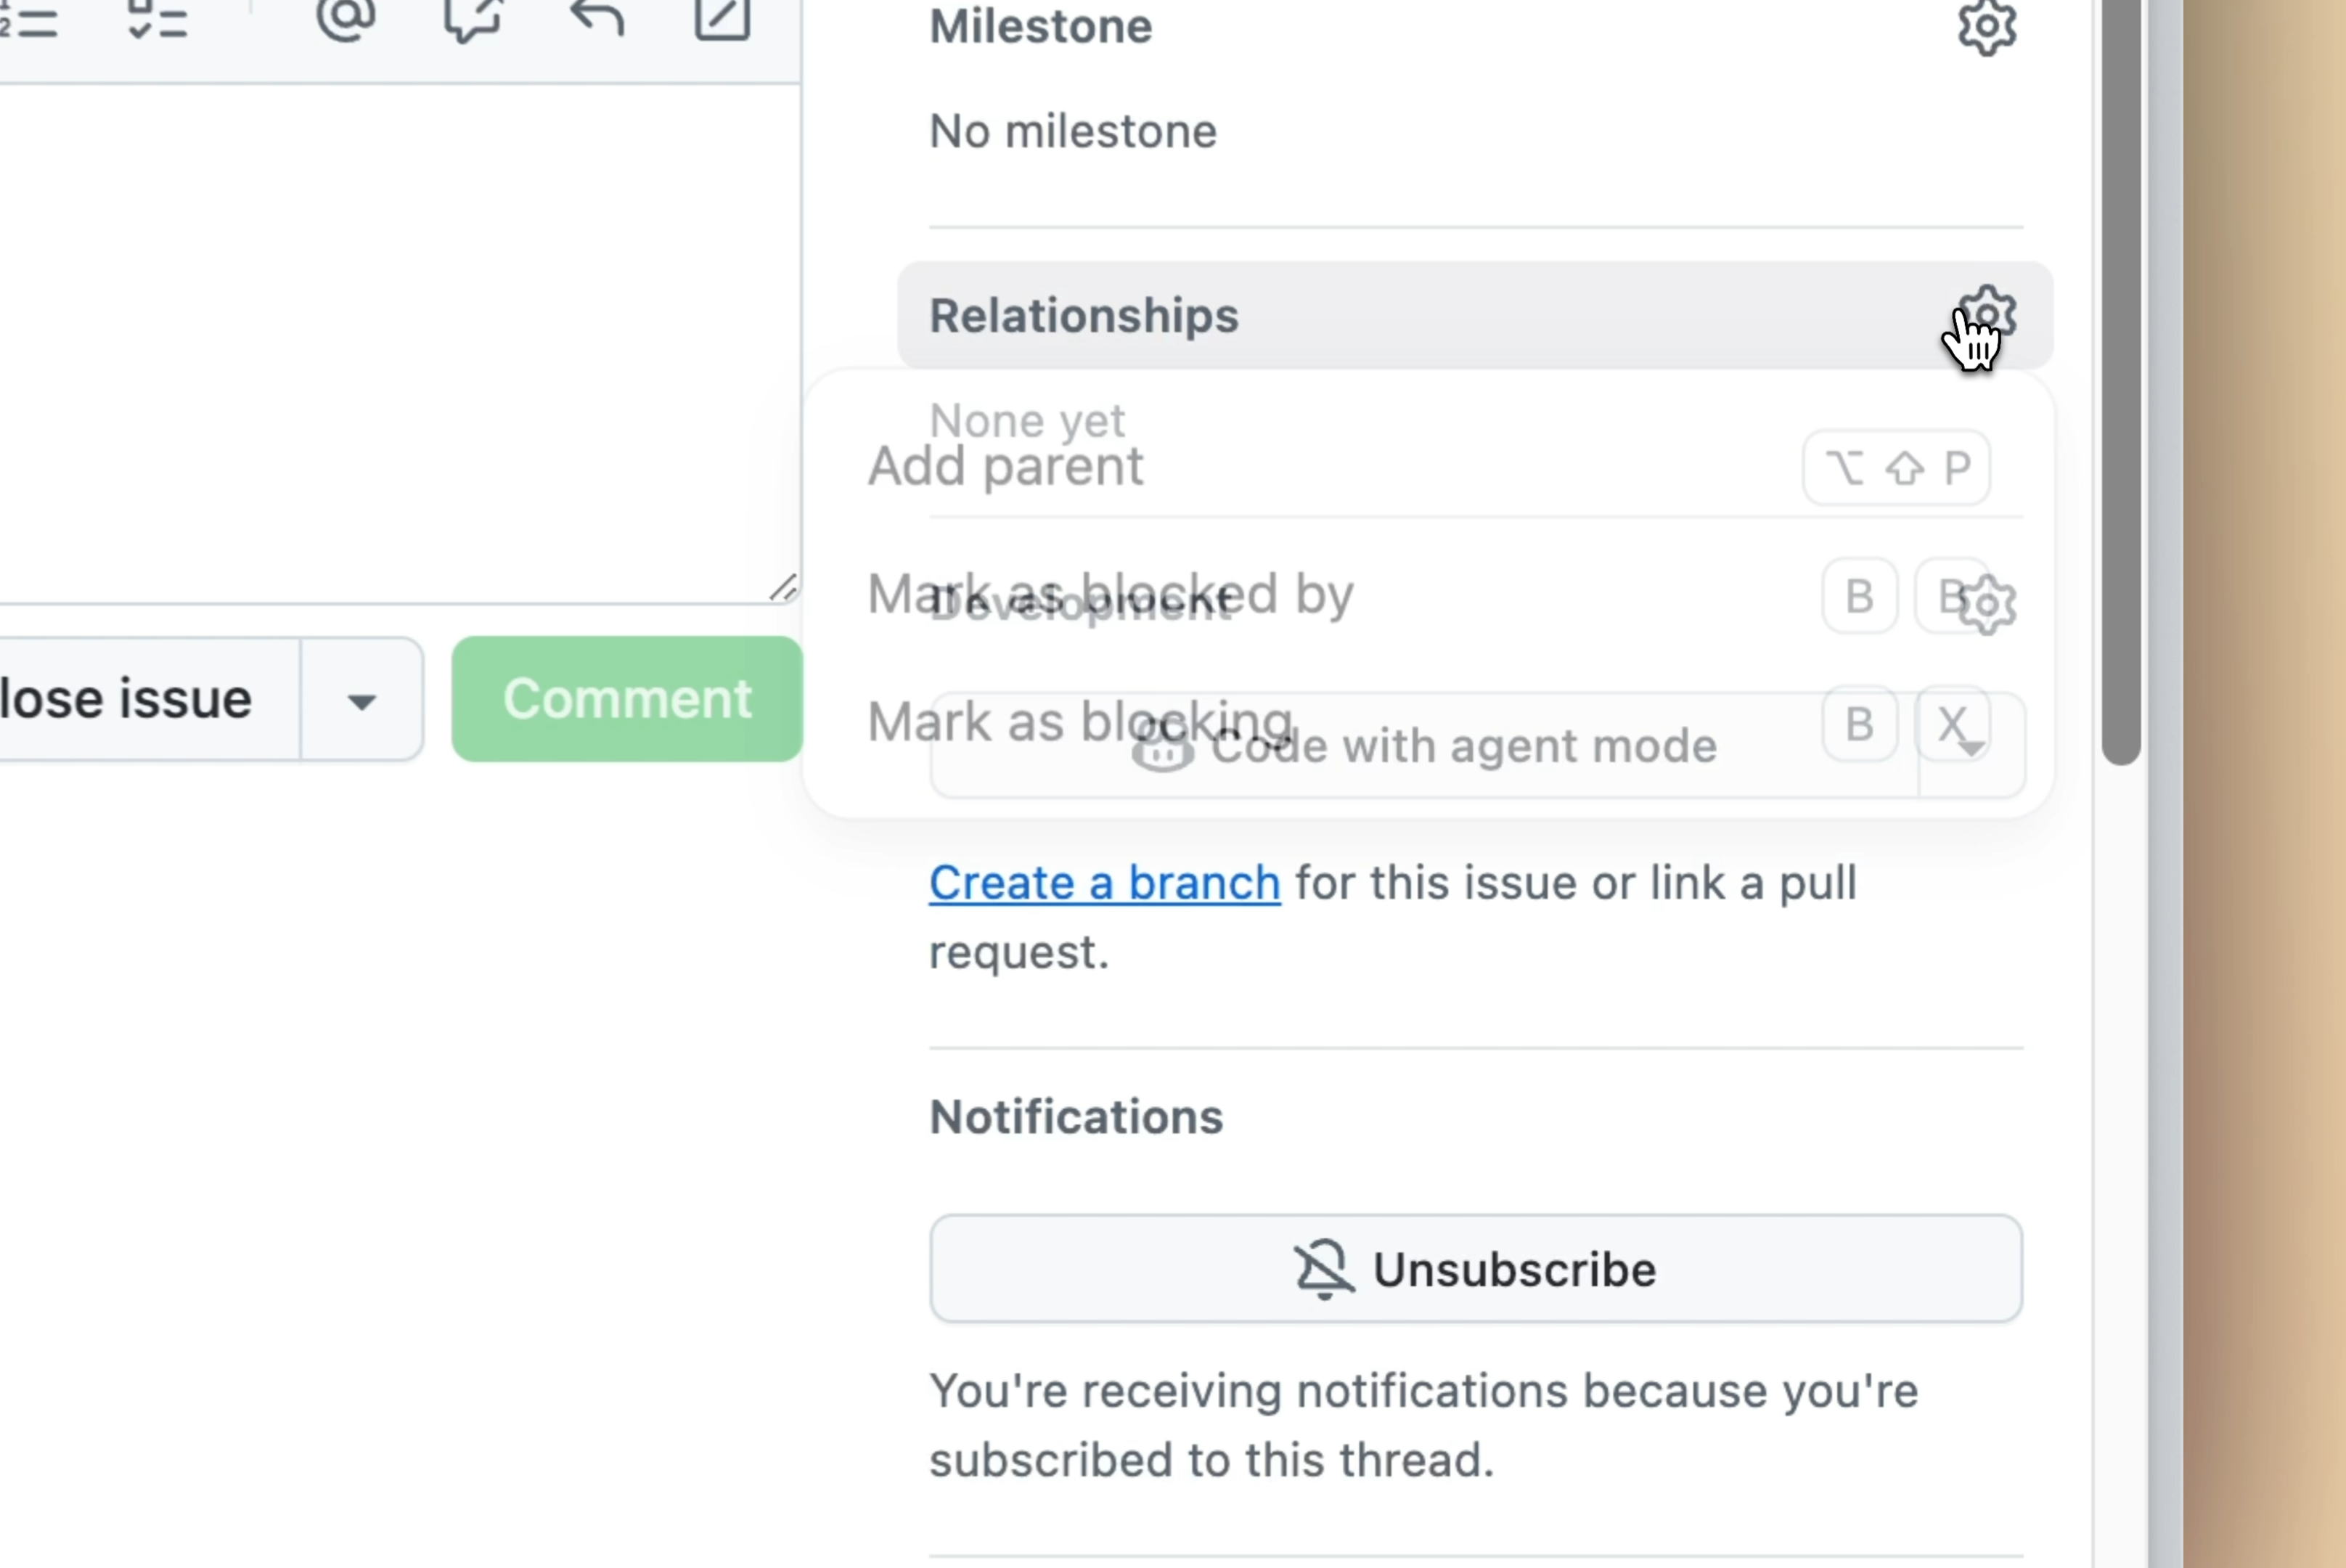 Milestone
No milestone
Relationships
None yet
Add parent
⌥ ⇧ P
Mark as blocked by
B B
Development
Mark as blocking
B X
Code with agent mode
lose issue
Comment
Create a branch for this issue or link a pull
request.
Notifications
Unsubscribe
You're receiving notifications because you're
subscribed to this thread.